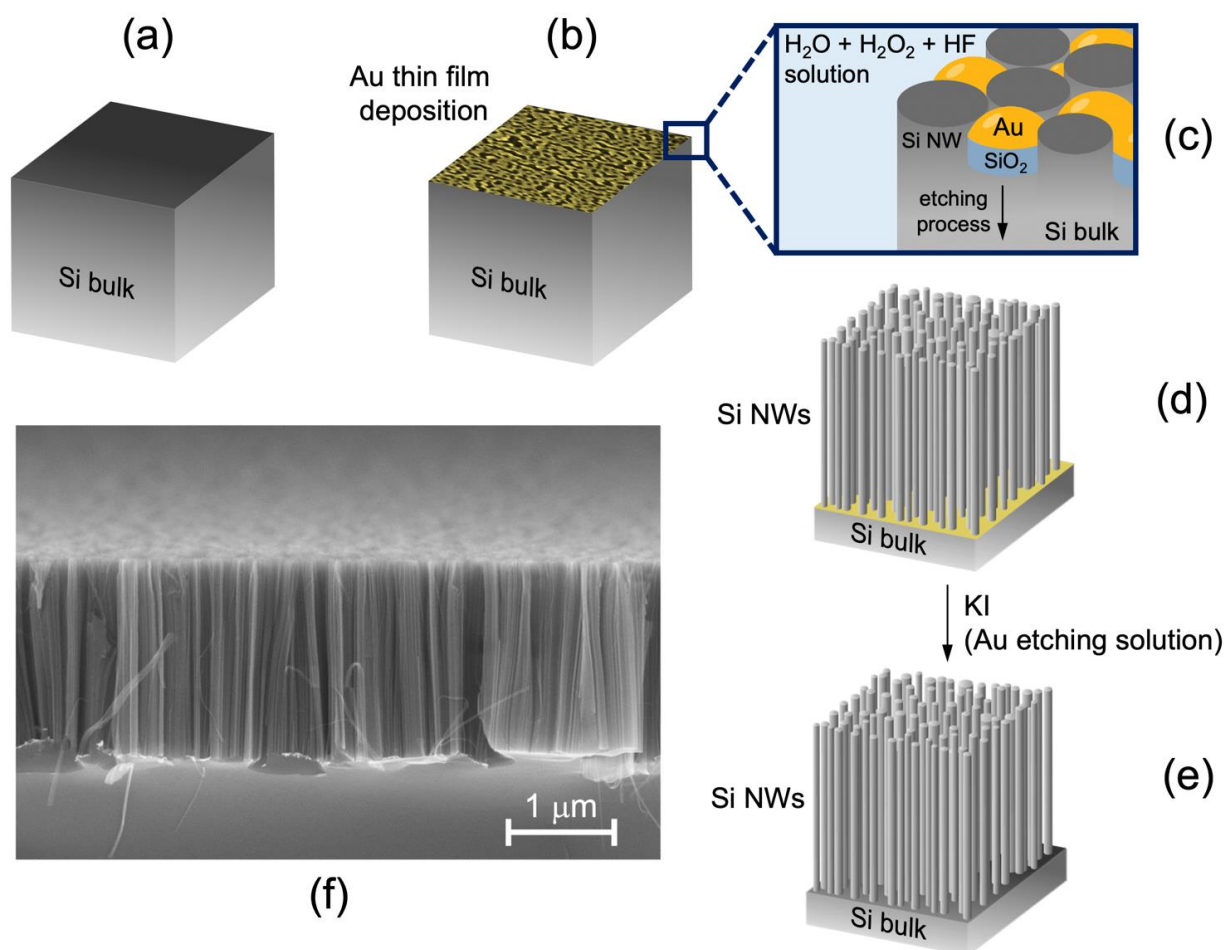 (a)
(b)
Au thin film
deposition
H₂O + H₂O₂ + HF
solution
Au
Si NW
SiO₂
etching
process
Si bulk
(c)
Si bulk
Si bulk
Si NWs
(d)
Si bulk
KI
(Au etching solution)
1 μm
Si NWs
(e)
Si bulk
(f)